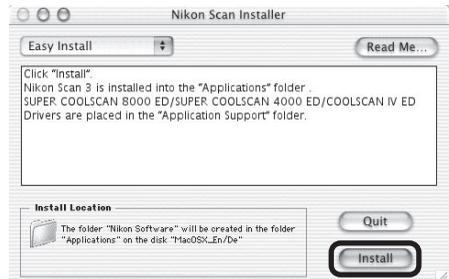 Nikon Scan Installer
Easy Install
Read Me...
Click "Install".
Nikon Scan 3 is installed into the "Applications" folder .
SUPER COOLSCAN 8000 ED/SUPER COOLSCAN 4000 ED/COOLSCAN IV ED
Drivers are placed in the "Application Support" folder.
Install Location
The folder "Nikon Software" will be created in the folder
"Applications" on the disk "MacOSX_En/De"
Quit
Install